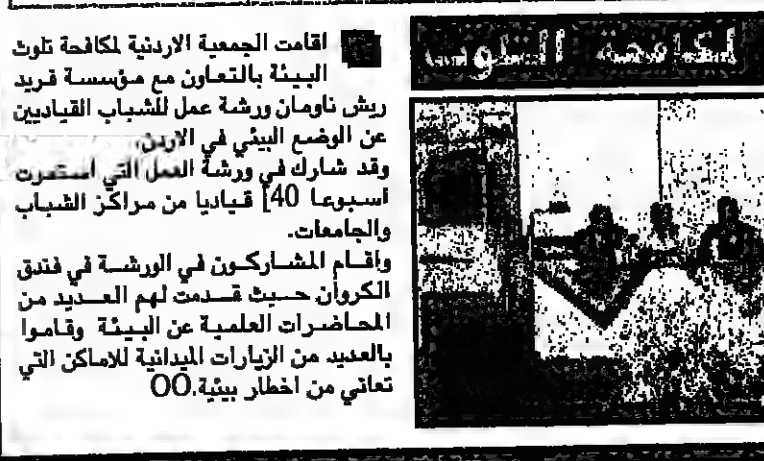 لمكافحة التلوث
اقامت الجمعية الاردنية لمكافحة تلوث
البيئة بالتعاون مع مؤسسة فريد
ريش ناومان ورشة عمل للشباب القياديين
عن الوضع البيئي في الاردن.
وقد شارك في ورشة العمل التي استمرت
اسبوعا 40] قياديا من مراكز الشباب
والجامعات.
واقام المشاركون في الورشة في فندق
الكروان حيث قدمت لهم العديد من
المحاضرات العلمية عن البيئة وقاموا
بالعديد من الزيارات الميدانية للاماكن التي
تعاني من اخطار بيئية.OO